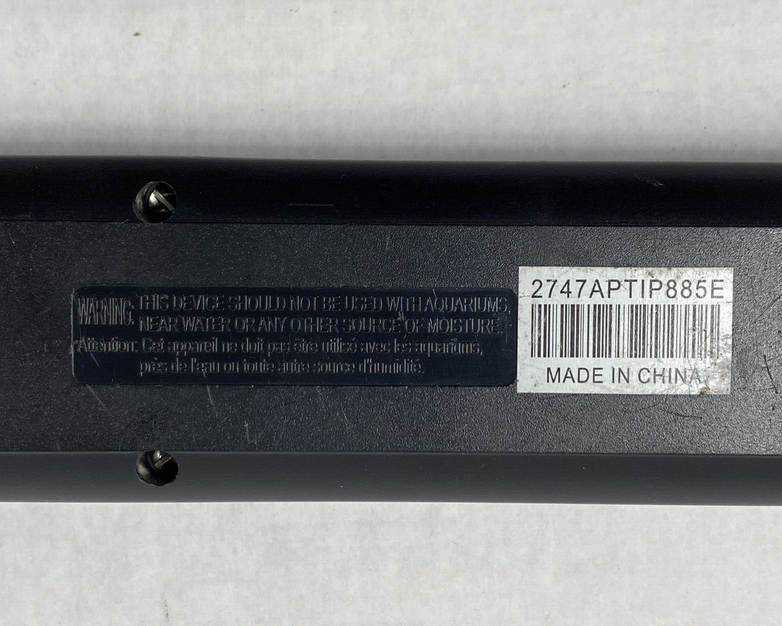 WARNING: THIS DEVICE SHOULD NOT BE USED WITH AQUARIUMS,
NEAR WATER OR ANY OTHER SOURCE OF MOISTURE.
Attention: Cet appareil ne doit pas être utilisé avec les aquariums,
près de l'eau ou toute autre source d'humidité.
2747APTIP885E
MADE IN CHINA